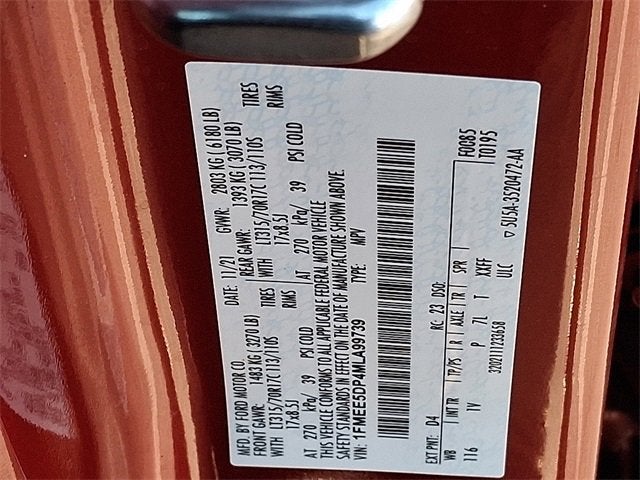 MFD. BY FORD MOTOR CO. DATE: 11/21 GVWR: 2803 KG ( 6180 LB)
FRONT GAWR: 1483 KG ( 3270 LB) REAR GAWR: 1393 KG ( 3070 LB)
WITH LT315/70R17C 113/110S TIRES WITH LT315/70R17C 113/110S TIRES
17x8.5J RIMS 17x8.5J RIMS
AT 270 kPa/ 39 PSI COLD AT 270 kPa/ 39 PSI COLD
THIS VEHICLE CONFORMS TO ALL APPLICABLE FEDERAL MOTOR VEHICLE
SAFETY STANDARDS IN EFFECT ON THE DATE OF MANUFACTURE SHOWN ABOVE.
VIN: 1FMEE5DP4MLA99739 TYPE: MPV
F0085
EXT PNT: D4 RC: 23 DSO: T0195
WB INT TR TP/PS R AXLE TR SPR
116 1V P 7L T XXFF
32021112336SB ULC ▽ 5U5A-3520472-AA